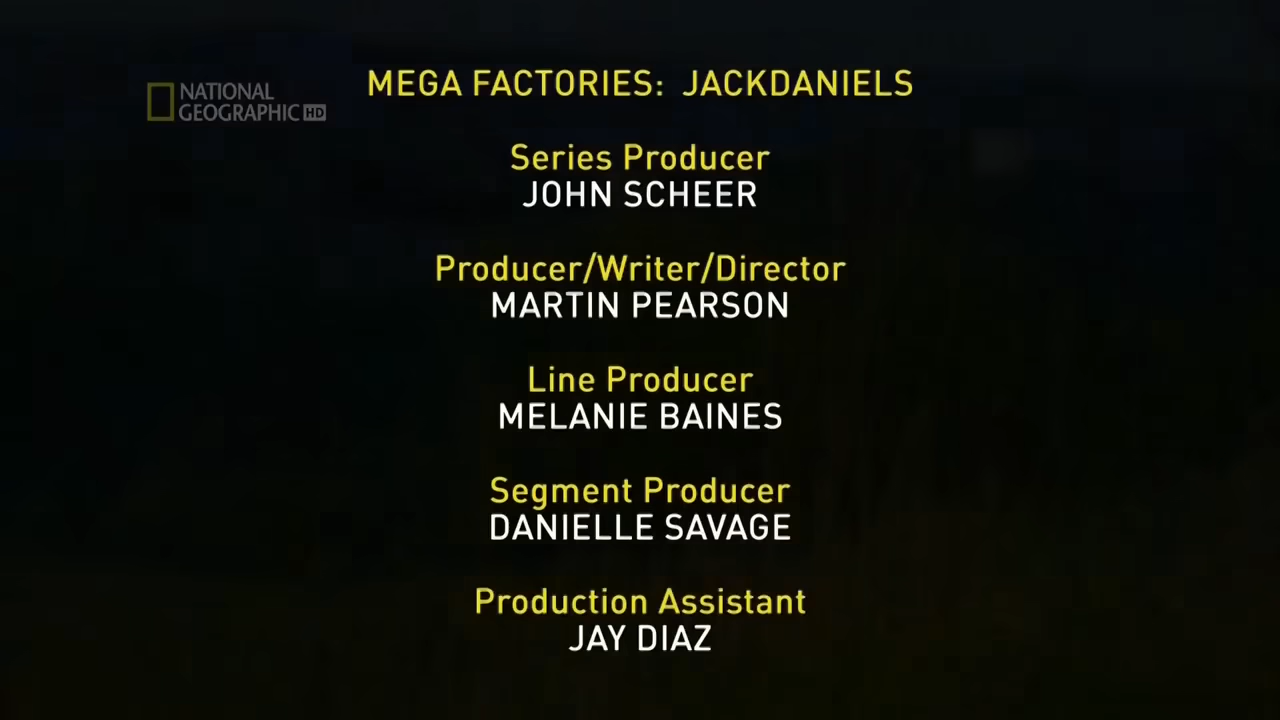 NATIONAL
GEOGRAPHIC HD
MEGA FACTORIES: JACKDANIELS
Series Producer
JOHN SCHEER
Producer/Writer/Director
MARTIN PEARSON
Line Producer
MELANIE BAINES
Segment Producer
DANIELLE SAVAGE
Production Assistant
JAY DIAZ